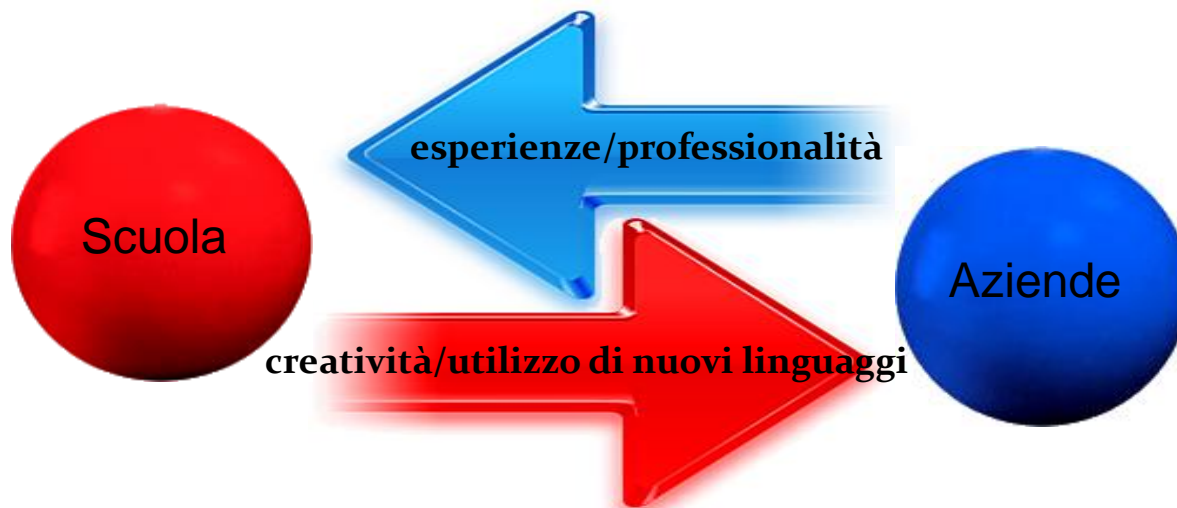 esperienze/professionalità
Scuola
Aziende
creatività/utilizzo di nuovi linguaggi